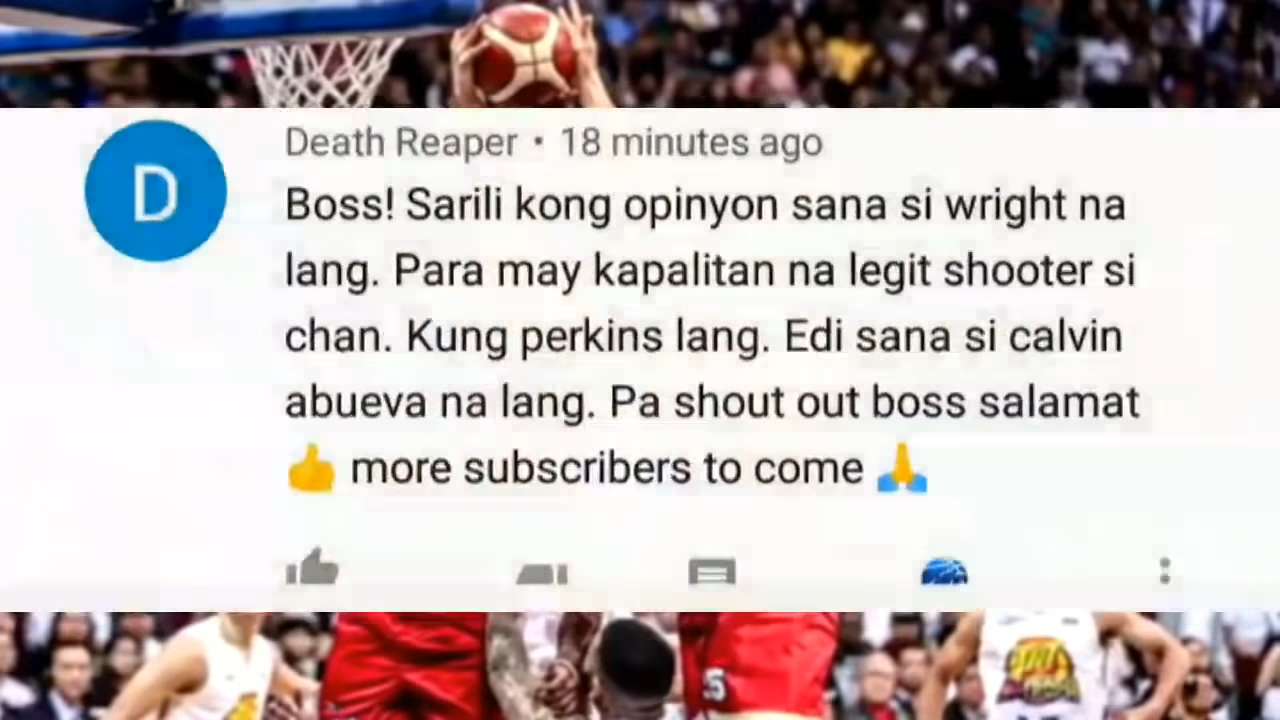 Death Reaper • 18 minutes ago
D
Boss! Sarili kong opinyon sana si wright na
lang. Para may kapalitan na legit shooter si
chan. Kung perkins lang. Edi sana si calvin
abueva na lang. Pa shout out boss salamat
👍 more subscribers to come 🙏
5